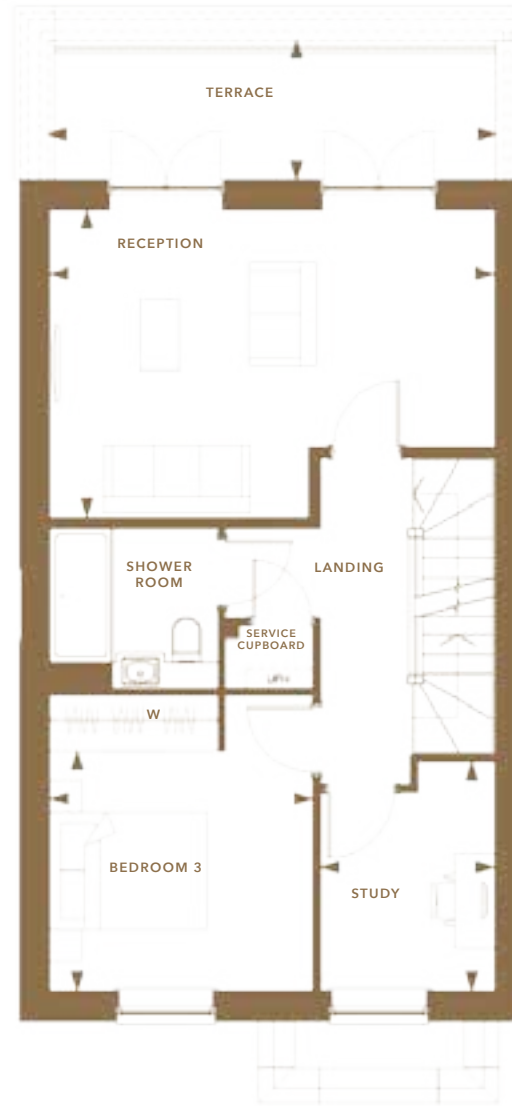 TERRACE
RECEPTION
SHOWER
ROOM
LANDING
SERVICE
CUPBOARD
W
BEDROOM 3
STUDY